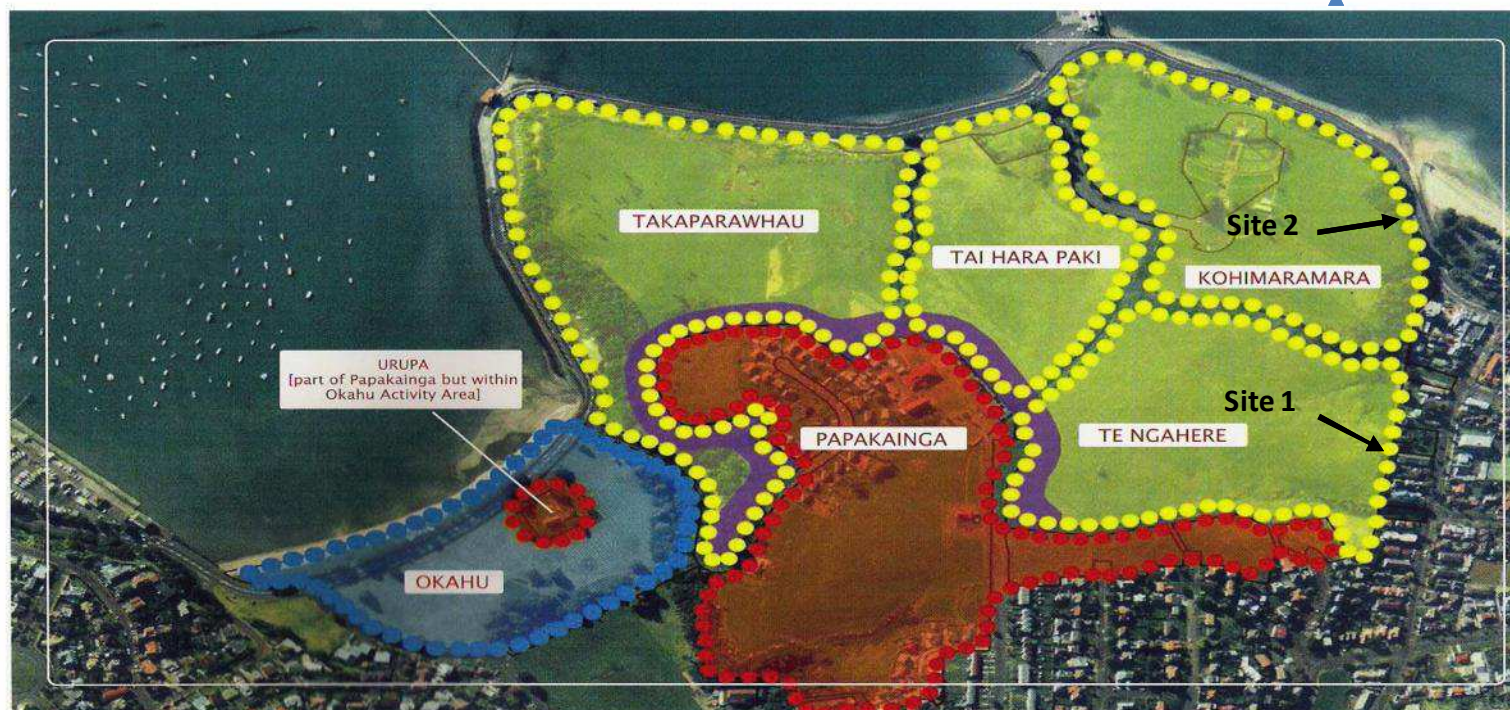 TAKAPARAWHAU
Site 2
TAI HARA PAKI
KOHIMARAMARA
URUPA
[part of Papakainga but within
Okahu Activity Area]
Site 1
PAPAKAINGA
TE NGAHERE
OKAHU